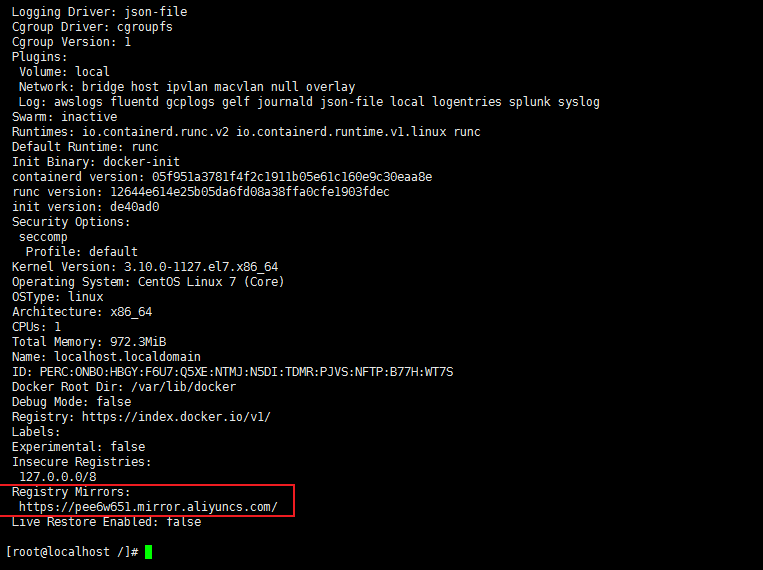 Logging Driver: json-file
Cgroup Driver: cgroupfs
Cgroup Version: 1
Plugins:
Volume: local
Network: bridge host ipvlan macvlan null overlay
Log: awslogs fluentd gcplogs gelf journald json-file local logentries splunk syslog
Swarm: inactive
Runtimes: io.containerd.runc.v2 io.containerd.runtime.v1.linux runc
Default Runtime: runc
Init Binary: docker-init
containerd version: 05f951a3781f4f2c1911b05e61c160e9c30eaa8e
runc version: 12644e614e25b05da6fd08a38ffa0cfe1903fdec
init version: de40ad0
Security Options:
seccomp
Profile: default
Kernel Version: 3.10.0-1127.el7.x86_64
Operating System: CentOS Linux 7 (Core)
OSType: linux
Architecture: x86_64
CPUs: 1
Total Memory: 972.3MiB
Name: localhost.localdomain
ID: PERC:ONBO:HBGY:F6U7:Q5XE:NTMJ:N5DI:TDMR:PJVS:NFTP:B77H:WT7S
Docker Root Dir: /var/lib/docker
Debug Mode: false
Registry: https://index.docker.io/v1/
Labels:
Experimental: false
Insecure Registries:
127.0.0.0/8
Registry Mirrors:
https://pee6w651.mirror.aliyuncs.com/
Live Restore Enabled: false
[root@localhost /]#